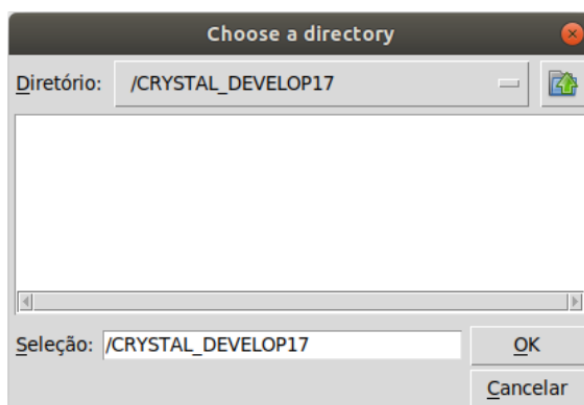 Choose a directory
Diretório: /CRYSTAL_DEVELOP17
Seleção: /CRYSTAL_DEVELOP17 OK
Cancelar